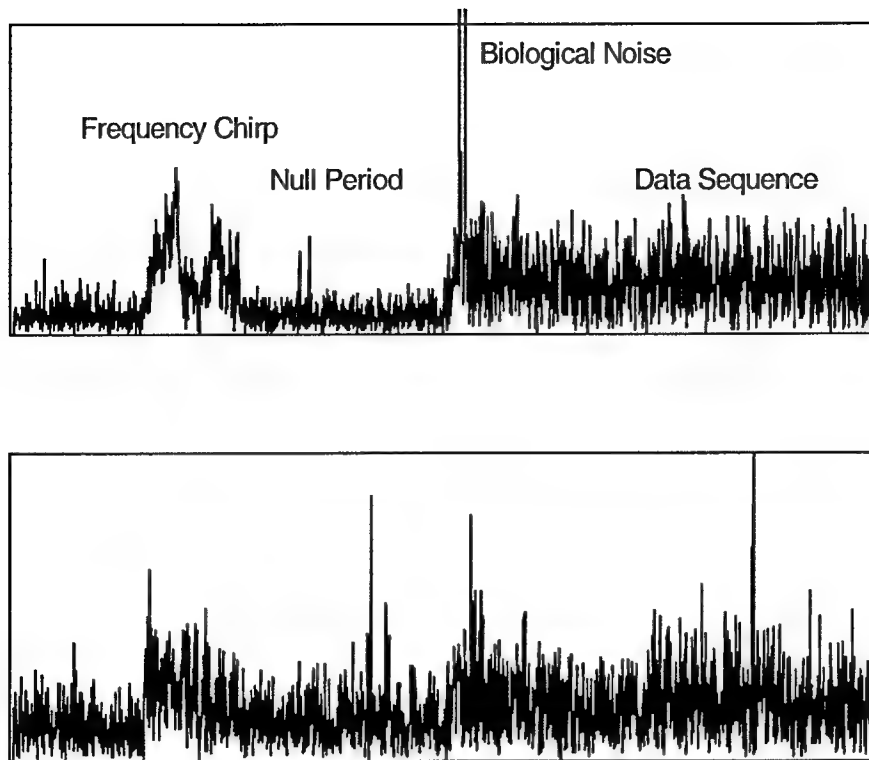 Biological Noise
Frequency Chirp
Null Period
Data Sequence